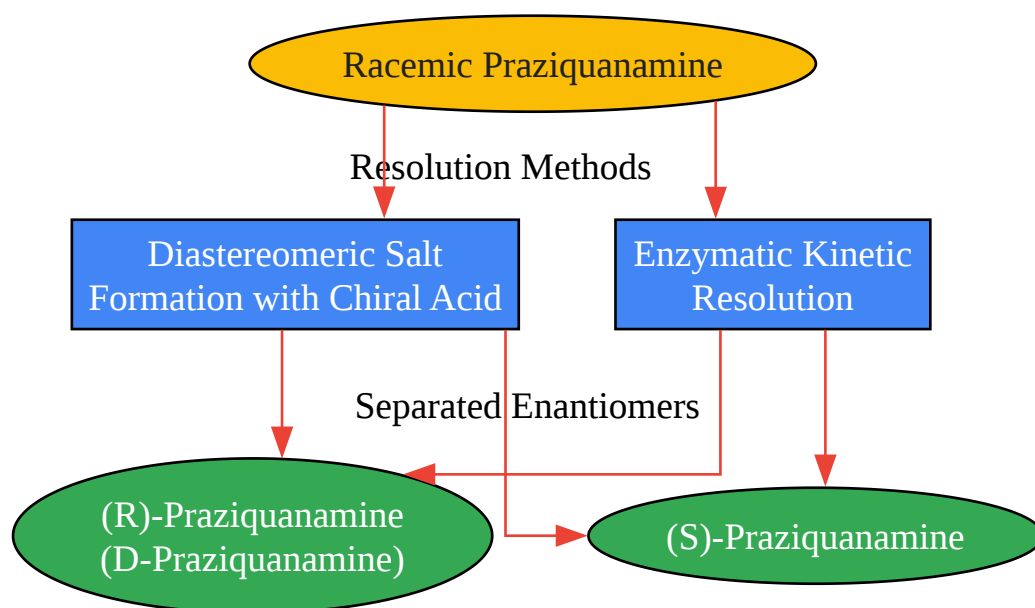 Racemic Praziquanamine
Resolution Methods
Diastereomeric Salt
Formation with Chiral Acid
Enzymatic Kinetic
Resolution
Separated Enantiomers
(R)-Praziquanamine
(D-Praziquanamine)
(S)-Praziquanamine